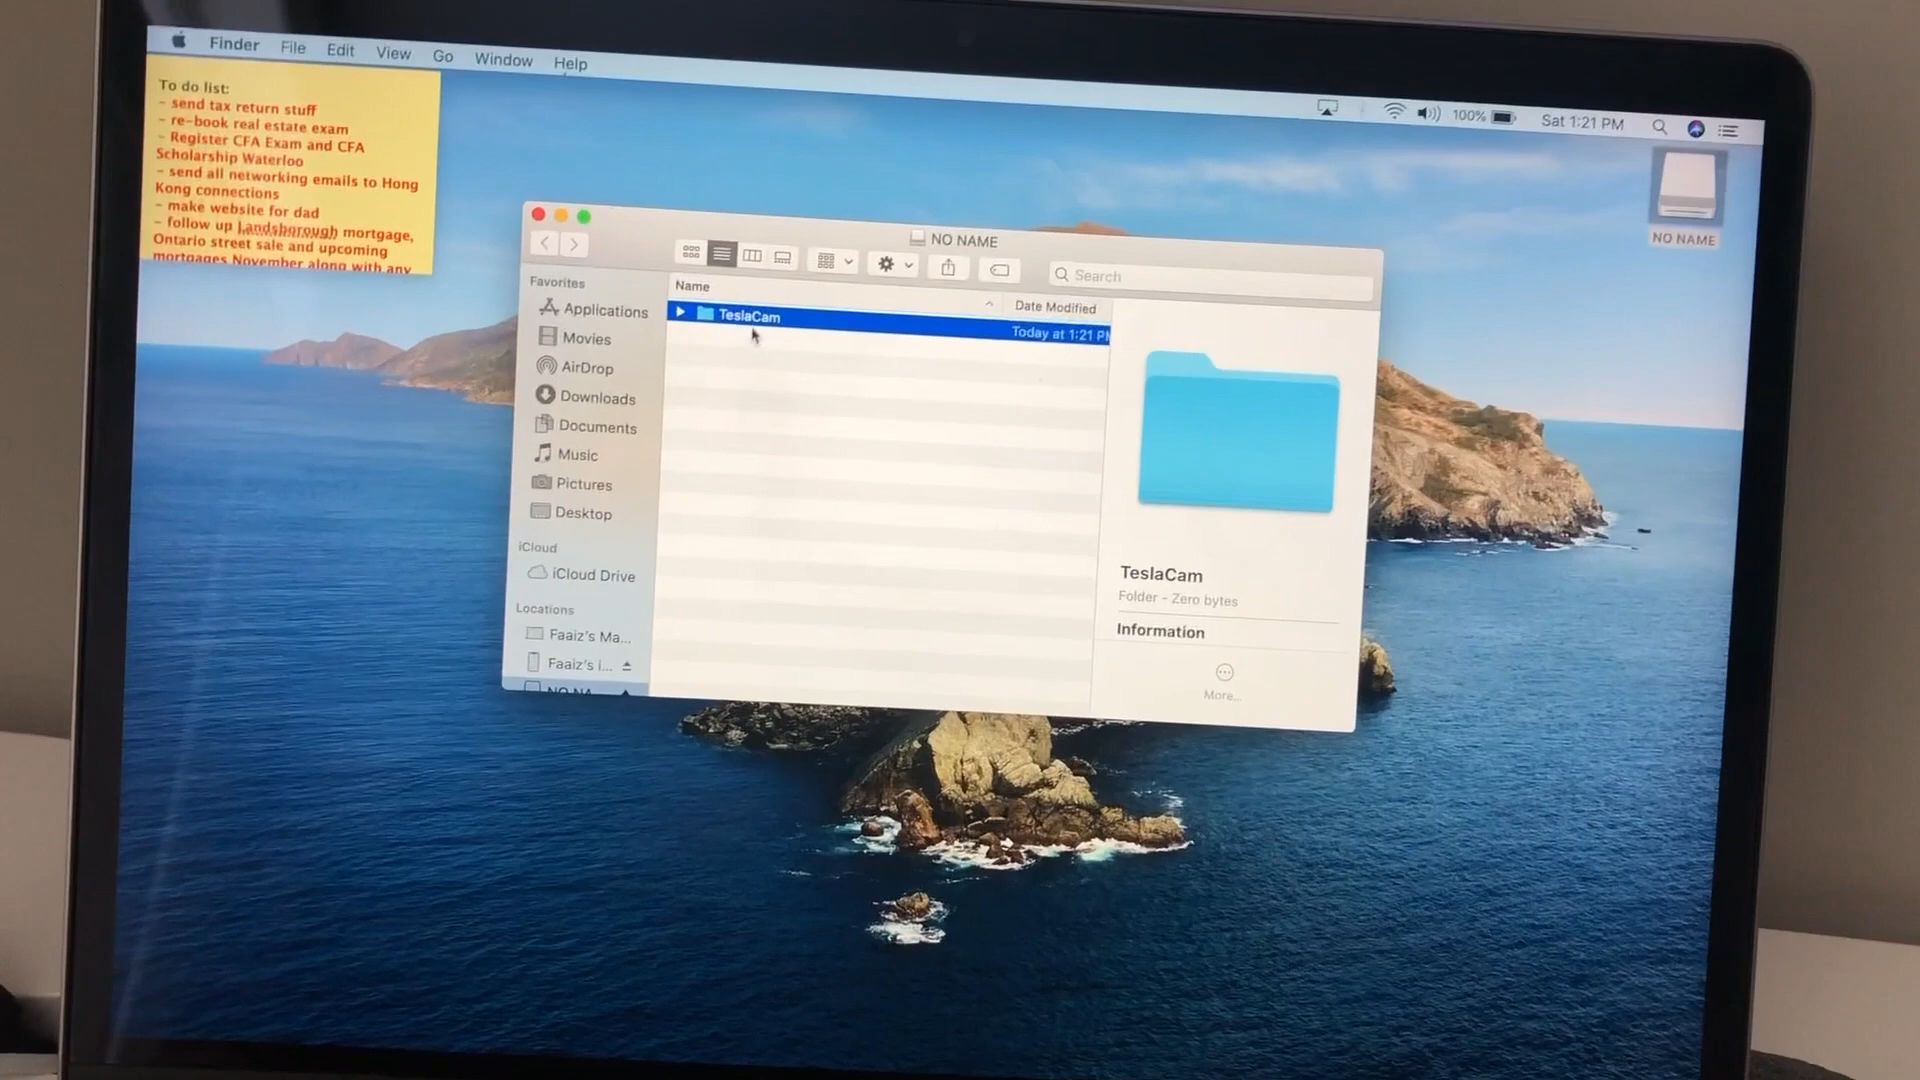 Finder File Edit View Go Window Help
100% Sat 1:21 PM
To do list:
- send tax return stuff
- re-book real estate exam
- Register CFA Exam and CFA
Scholarship Waterloo
- send all networking emails to Hong
Kong connections
- make website for dad
- follow up Landsborough mortgage,
Ontario street sale and upcoming
mortgages November along with any
NO NAME
NO NAME
Search
Favorites
Applications
Movies
AirDrop
Downloads
Documents
Music
Pictures
Desktop
iCloud
iCloud Drive
Locations
Faaiz's Ma...
Faaiz's i...
NO NA
Name
Date Modified
TeslaCam
Today at 1:21 PM
TeslaCam
Folder - Zero bytes
Information
More...